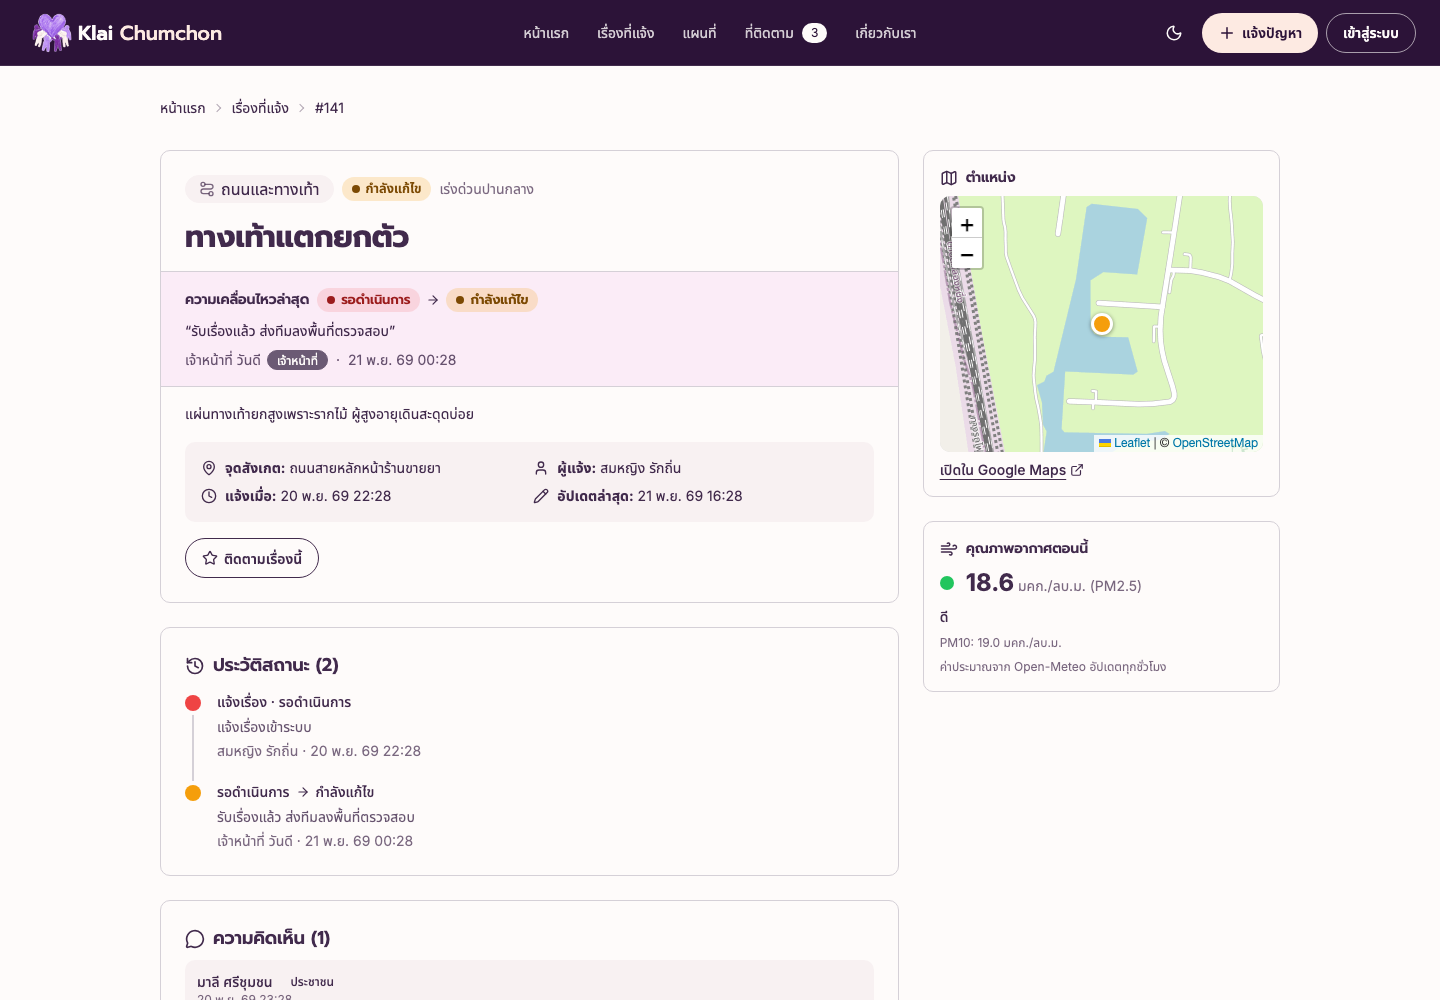 Klai Chumchon
หน้าแรก
เรื่องที่แจ้ง
แผนที่
ที่ติดตาม 3
เกี่ยวกับเรา
แจ้งปัญหา
เข้าสู่ระบบ
หน้าแรก > เรื่องที่แจ้ง > #141
ถนนและทางเท้า
กำลังแก้ไข
เร่งด่วนปานกลาง
ทางเท้าแตกยกตัว
ความเคลื่อนไหวล่าสุด รอดำเนินการ → กำลังแก้ไข
“รับเรื่องแล้ว ส่งทีมลงพื้นที่ตรวจสอบ”
เจ้าหน้าที่ วันดี เจ้าหน้าที่ · 21 พ.ย. 69 00:28
แผ่นทางเท้ายกสูงเพราะรากไม้ ผู้สูงอายุเดินสะดุดบ่อย
จุดสังเกต: ถนนสายหลักหน้าร้านขายยา
ผู้แจ้ง: สมหญิง รักถิ่น
แจ้งเมื่อ: 20 พ.ย. 69 22:28
อัปเดตล่าสุด: 21 พ.ย. 69 16:28
ติดตามเรื่องนี้
ประวัติสถานะ (2)
แจ้งเรื่อง · รอดำเนินการ
แจ้งเรื่องเข้าระบบ
สมหญิง รักถิ่น · 20 พ.ย. 69 22:28
รอดำเนินการ → กำลังแก้ไข
รับเรื่องแล้ว ส่งทีมลงพื้นที่ตรวจสอบ
เจ้าหน้าที่ วันดี · 21 พ.ย. 69 00:28
ความคิดเห็น (1)
มาลี ศรีชุมชน ประชาชน
20 พ.ย. 69 23:28
ตำแหน่ง
+
−
Leaflet | © OpenStreetMap
เปิดใน Google Maps
คุณภาพอากาศตอนนี้
18.6 มคก./ลบ.ม. (PM2.5)
ดี
PM10: 19.0 มคก./ลบ.ม.
ค่าประมาณจาก Open-Meteo อัปเดตทุกชั่วโมง